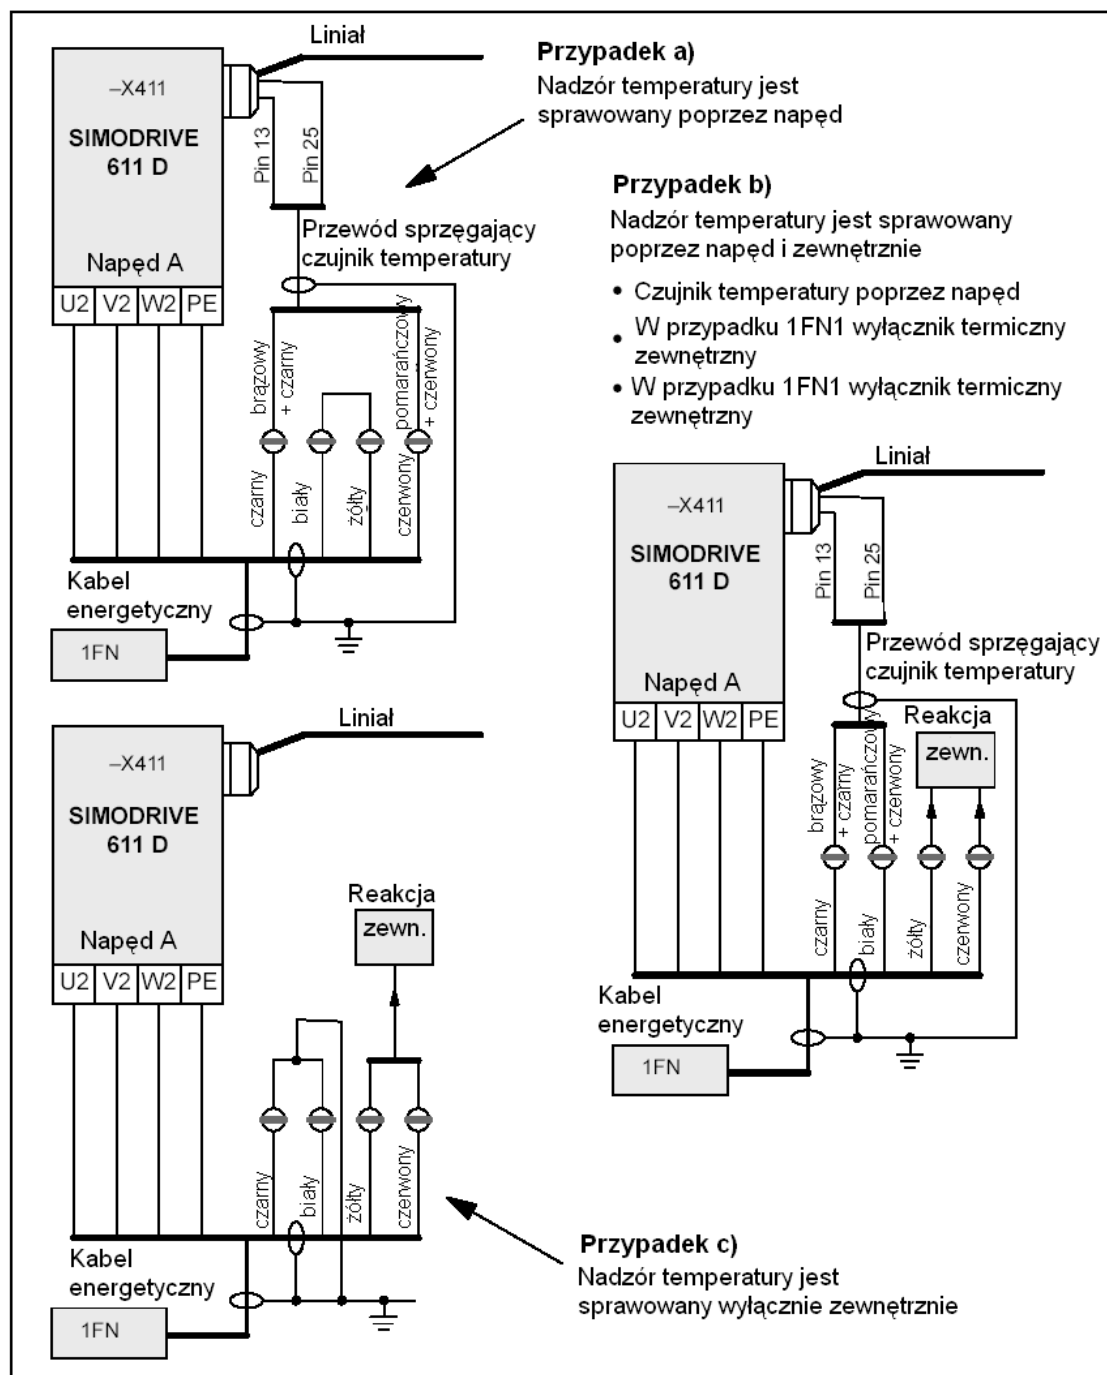 Liniał
–X411
SIMODRIVE
611 D
Pin 13
Pin 25
Napęd A
U2 V2 W2 PE
Przewód sprzęgający
czujnik temperatury
brązowy
+ czarny
pomarańczowy
+ czerwony
czarny
biały
żółty
czerwony
Kabel
energetyczny
1FN
Przypadek a)
Nadzór temperatury jest
sprawowany poprzez napęd
Przypadek b)
Nadzór temperatury jest sprawowany
poprzez napęd i zewnętrznie
• Czujnik temperatury poprzez napęd
• W przypadku 1FN1 wyłącznik termiczny
zewnętrzny
• W przypadku 1FN1 wyłącznik termiczny
zewnętrzny
Liniał
–X411
SIMODRIVE
611 D
Pin 13
Pin 25
Napęd A
U2 V2 W2 PE
Przewód sprzęgający
czujnik temperatury
Reakcja
zewn.
brązowy
+ czarny
pomarańczowy
+ czerwony
czarny
biały
żółty
czerwony
Kabel
energetyczny
1FN
Liniał
–X411
SIMODRIVE
611 D
Napęd A
U2 V2 W2 PE
Reakcja
zewn.
czarny
biały
żółty
czerwony
Kabel
energetyczny
1FN
Przypadek c)
Nadzór temperatury jest
sprawowany wyłącznie zewnętrznie